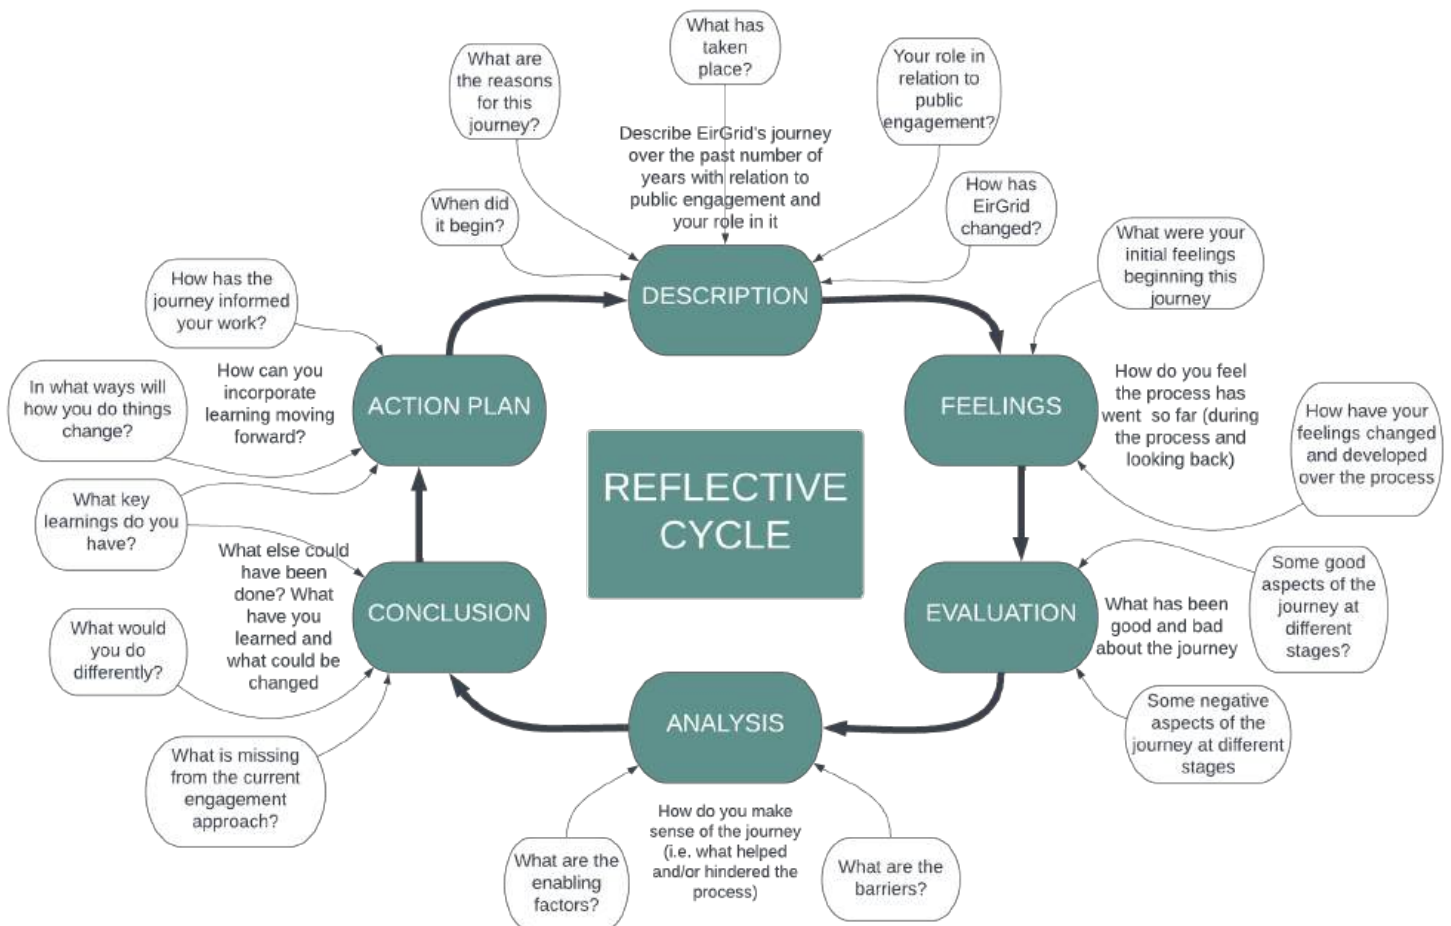 What has
taken
place?
What are
the reasons
for this
journey?
Your role in
relation to
public
engagement?
Describe EirGrid's journey
over the past number of
years with relation to
public engagement and
your role in it
When did
it begin?
How has
EirGrid
changed?
DESCRIPTION
What were your
initial feelings
beginning this
journey
FEELINGS
How do you feel
the process has
went so far (during
the process and
looking back)
How have your
feelings changed
and developed
over the process
REFLECTIVE
CYCLE
EVALUATION
What has been
good and bad
about the journey
Some good
aspects of the
journey at
different
stages?
Some negative
aspects of the
journey at different
stages
ANALYSIS
How do you make
sense of the journey
(i.e. what helped
and/or hindered the
process)
What are the
enabling
factors?
What are the
barriers?
CONCLUSION
What else could
have been
done? What
have you
learned and
what could be
changed
What key
learnings do you
have?
What would
you do
differently?
What is missing
from the current
engagement
approach?
ACTION PLAN
How can you
incorporate
learning moving
forward?
How has the
journey informed
your work?
In what ways will
how you do things
change?